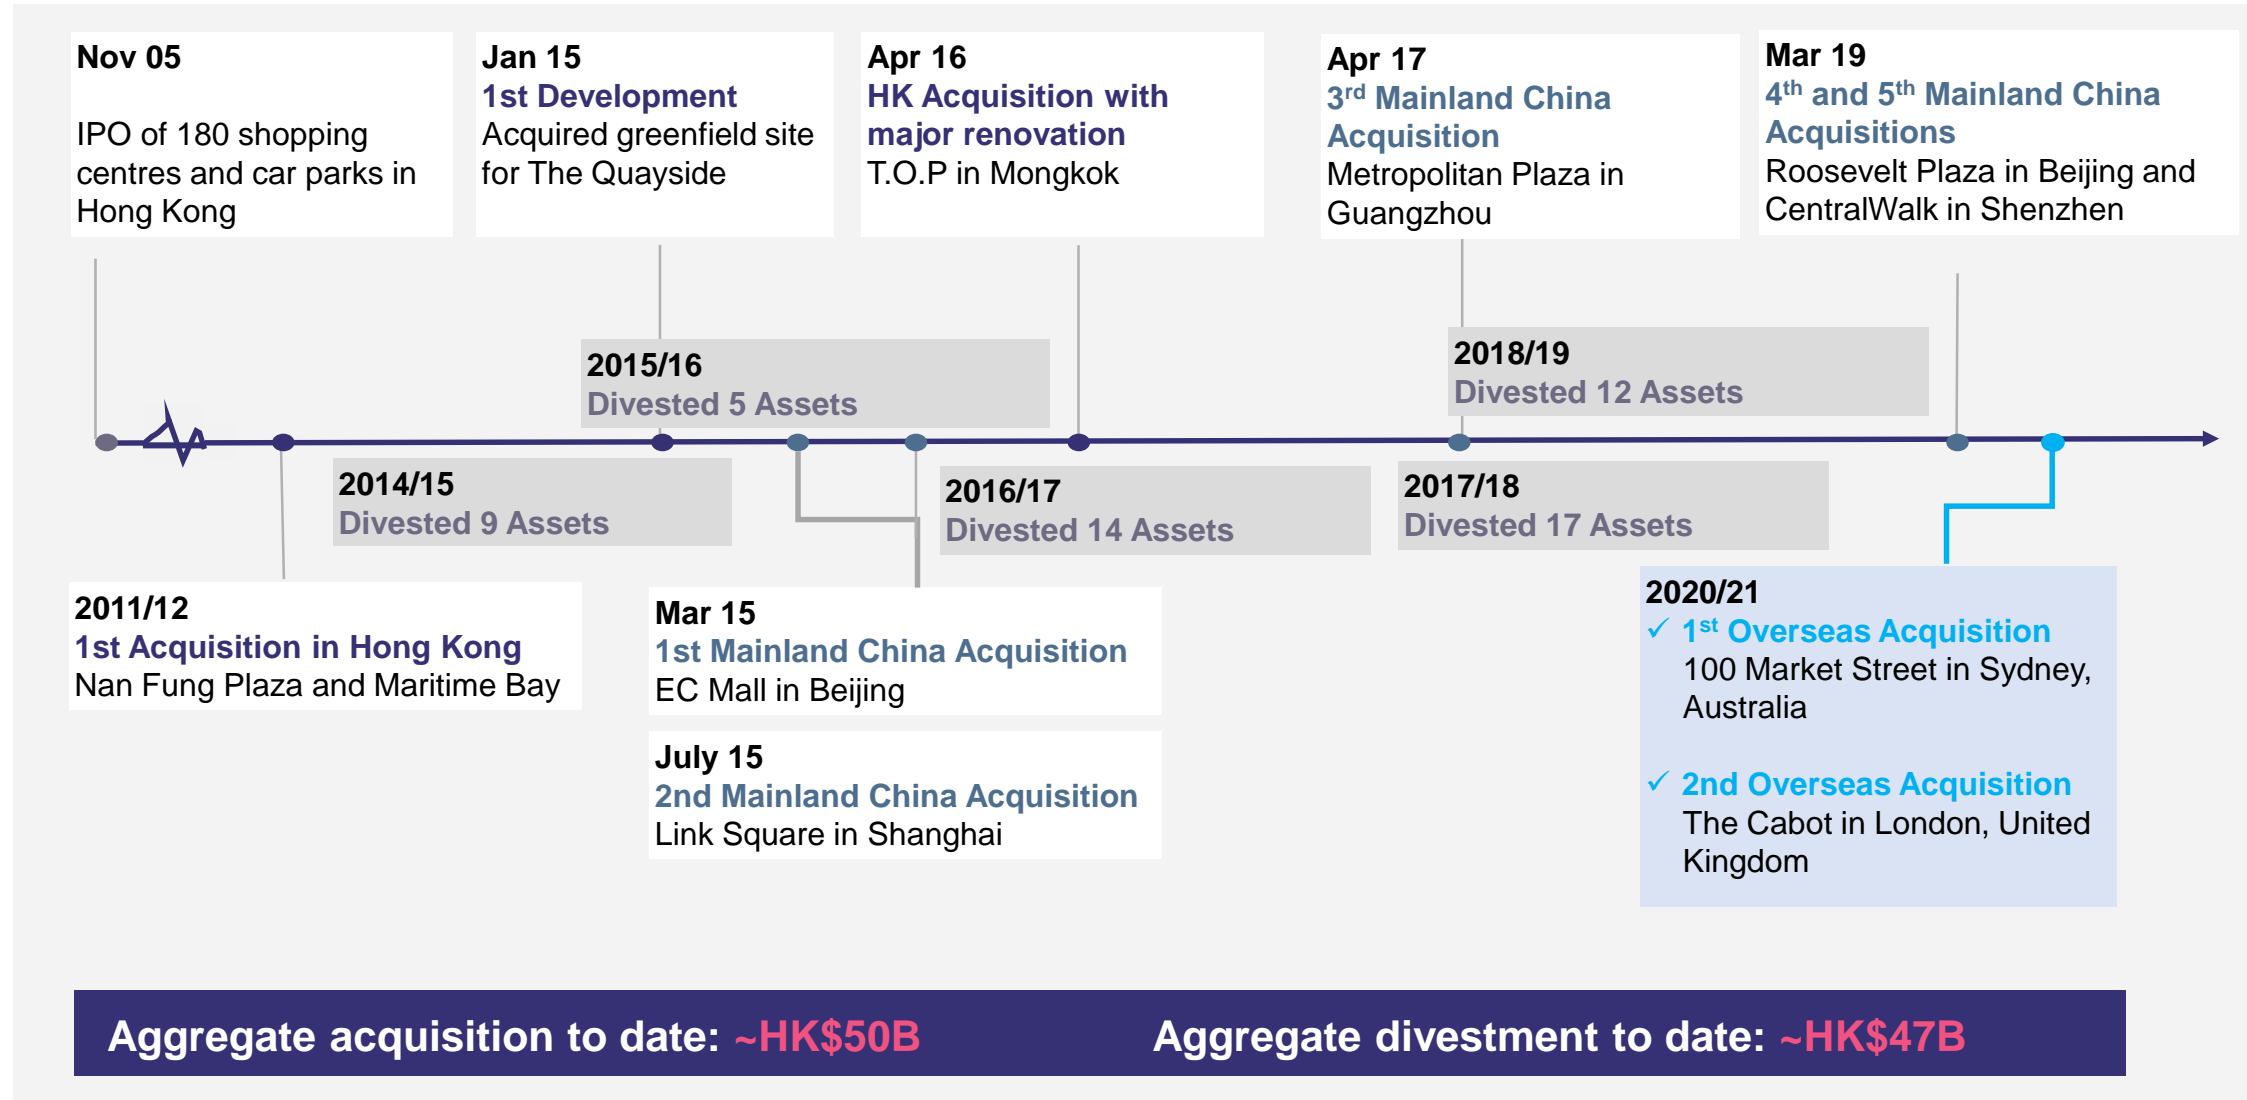 Nov 05
IPO of 180 shopping
centres and car parks in
Hong Kong
Jan 15
1st Development
Acquired greenfield site
for The Quayside
Apr 16
HK Acquisition with
major renovation
T.O.P in Mongkok
Apr 17
3rd Mainland China
Acquisition
Metropolitan Plaza in
Guangzhou
Mar 19
4th and 5th Mainland China
Acquisitions
Roosevelt Plaza in Beijing and
CentralWalk in Shenzhen
2015/16
Divested 5 Assets
2018/19
Divested 12 Assets
2014/15
Divested 9 Assets
2016/17
Divested 14 Assets
2017/18
Divested 17 Assets
2011/12
1st Acquisition in Hong Kong
Nan Fung Plaza and Maritime Bay
Mar 15
1st Mainland China Acquisition
EC Mall in Beijing
July 15
2nd Mainland China Acquisition
Link Square in Shanghai
2020/21
✓ 1st Overseas Acquisition
100 Market Street in Sydney,
Australia
✓ 2nd Overseas Acquisition
The Cabot in London, United
Kingdom
Aggregate acquisition to date: ~HK$50B
Aggregate divestment to date: ~HK$47B